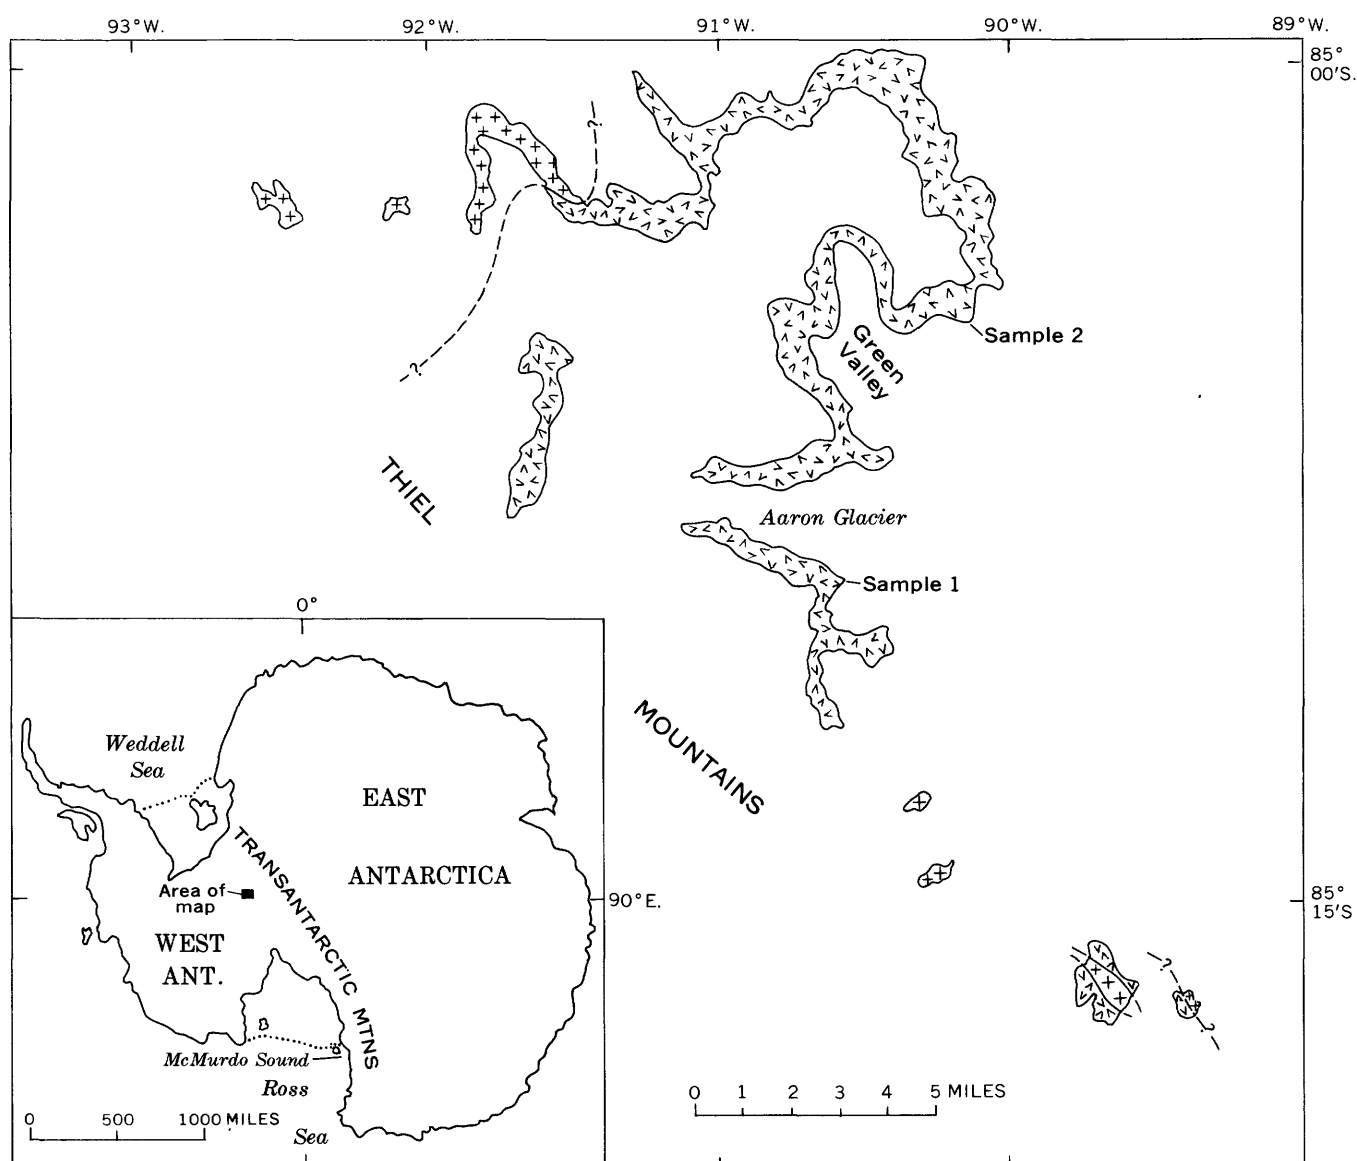 93°W.
92°W.
91°W.
90°W.
89°W.
85°
00'S.
?
Sample 2
Green
Valley
?
THIEL
Aaron Glacier
Sample 1
MOUNTAINS
0°
Weddell
Sea
EAST
ANTARCTICA
TRANSANTARCTIC MTNS
Area of
map
90°E.
WEST
ANT.
85°
15'S
?
?
McMurdo Sound
Ross
Sea
0 500 1000 MILES
0 1 2 3 4 5 MILES